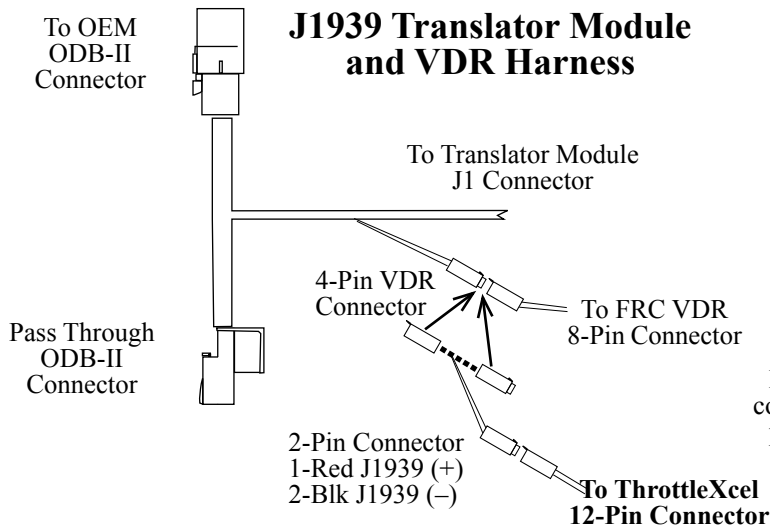 J1939 Translator Module
and VDR Harness
To OEM
ODB-II
Connector
To Translator Module
J1 Connector
4-Pin VDR
Connector
To FRC VDR
8-Pin Connector
Pass Through
ODB-II
Connector
2-Pin Connector
1-Red J1939 (+)
2-Blk J1939 (–)
To ThrottleXcel
12-Pin Connector